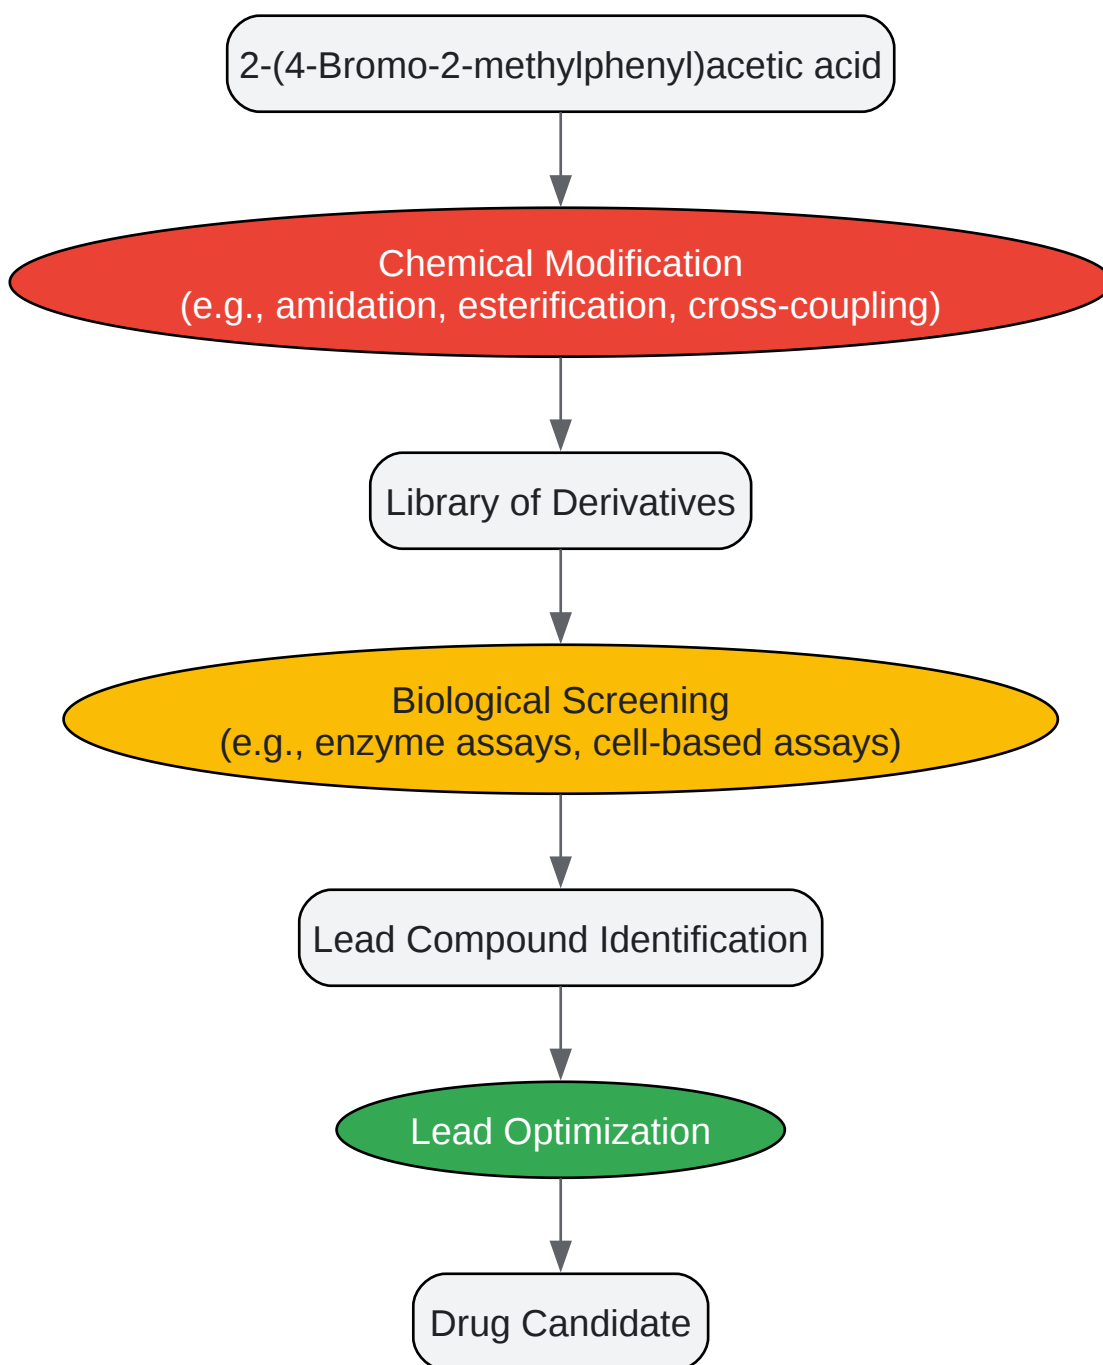 2-(4-Bromo-2-methylphenyl)acetic acid
Chemical Modification
(e.g., amidation, esterification, cross-coupling)
Library of Derivatives
Biological Screening
(e.g., enzyme assays, cell-based assays)
Lead Compound Identification
Lead Optimization
Drug Candidate